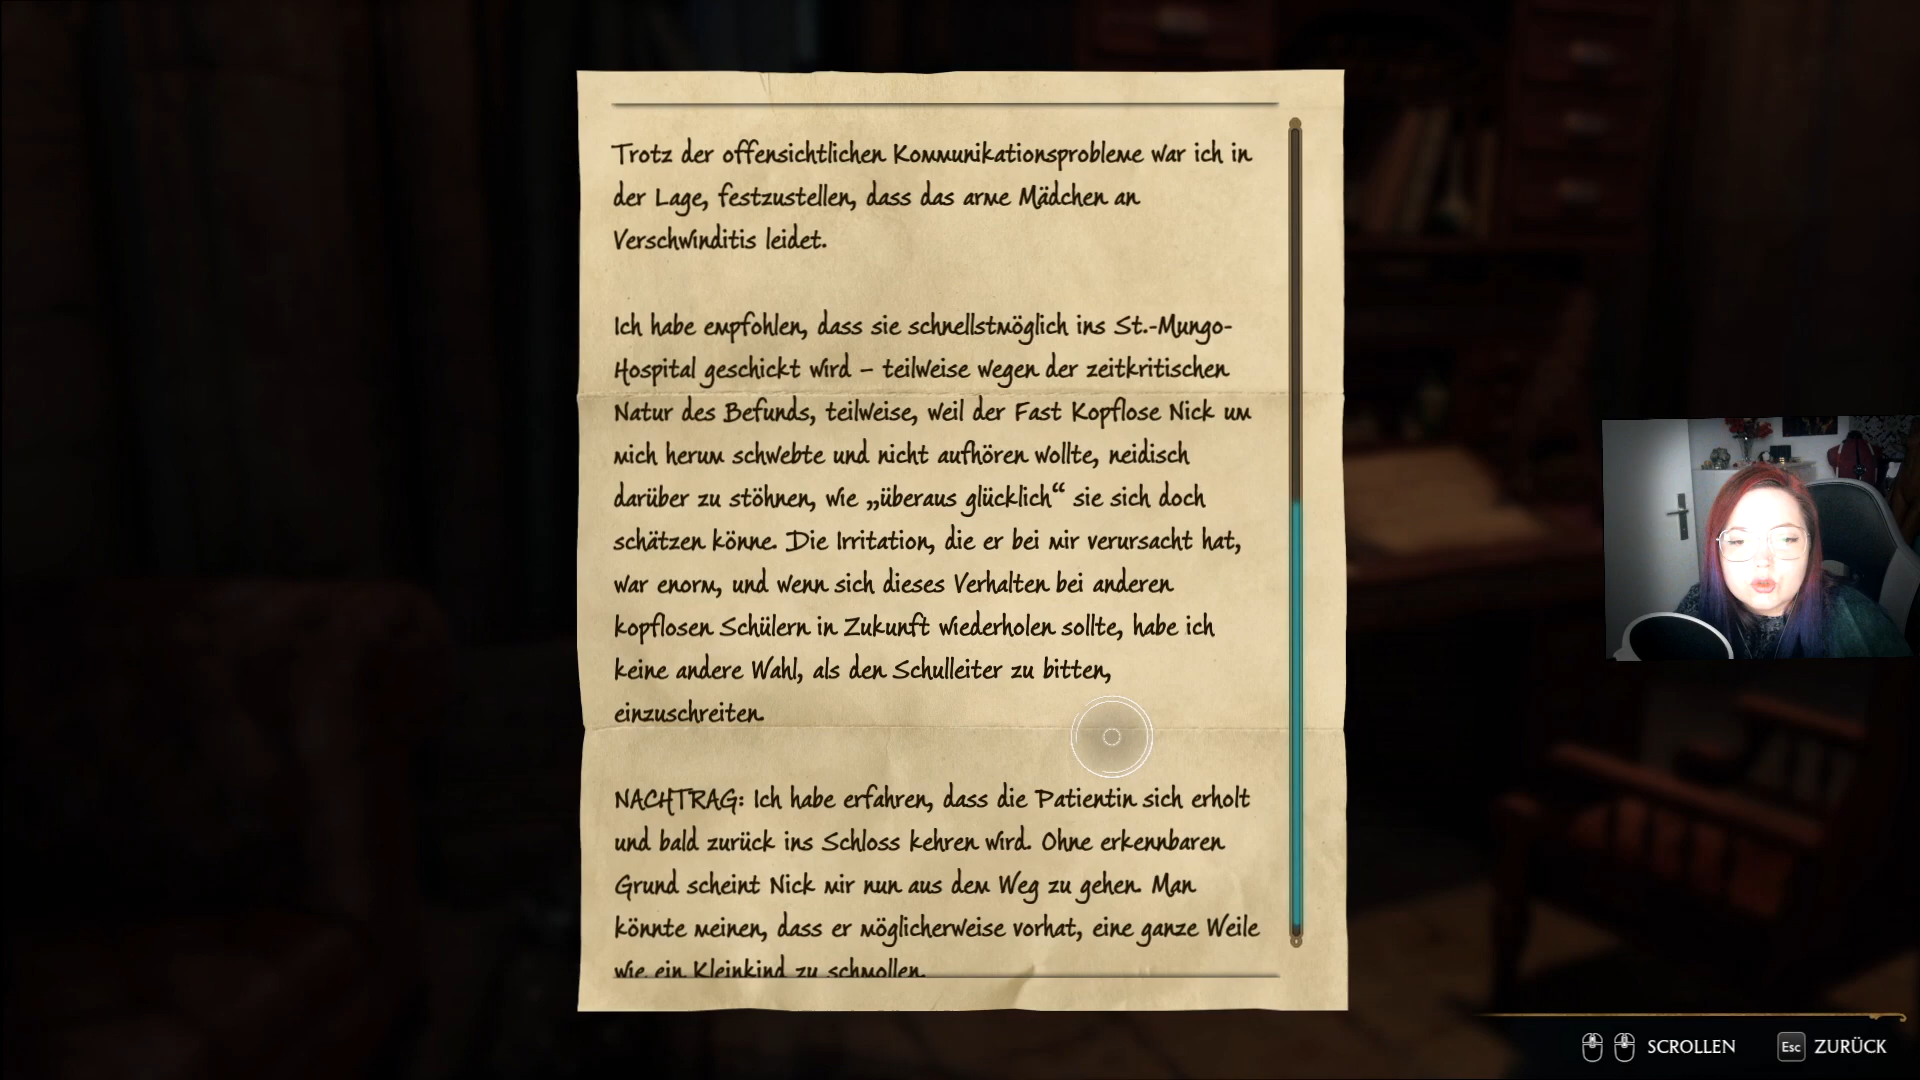 Trotz der offensichtlichen Kommunikationsprobleme war ich in
der Lage, festzustellen, dass das arme Mädchen an
Verschwinditis leidet.
Ich habe empfohlen, dass sie schnellstmöglich ins St.-Mungo-
Hospital geschickt wird – teilweise wegen der zeitkritischen
Natur des Befunds, teilweise, weil der Fast Kopflose Nick um
mich herum schwebte und nicht aufhören wollte, neidisch
darüber zu stöhnen, wie „überaus glücklich“ sie sich doch
schätzen könne. Die Irritation, die er bei mir verursacht hat,
war enorm, und wenn sich dieses Verhalten bei anderen
kopflosen Schülern in Zukunft wiederholen sollte, habe ich
keine andere Wahl, als den Schulleiter zu bitten,
einzuschreiten.
NACHTRAG: Ich habe erfahren, dass die Patientin sich erholt
und bald zurück ins Schloss kehren wird. Ohne erkennbaren
Grund scheint Nick mir nun aus dem Weg zu gehen. Man
könnte meinen, dass er möglicherweise vorhat, eine ganze Weile
wie ein Kleinkind zu schmollen.
SCROLLEN
Esc ZURÜCK